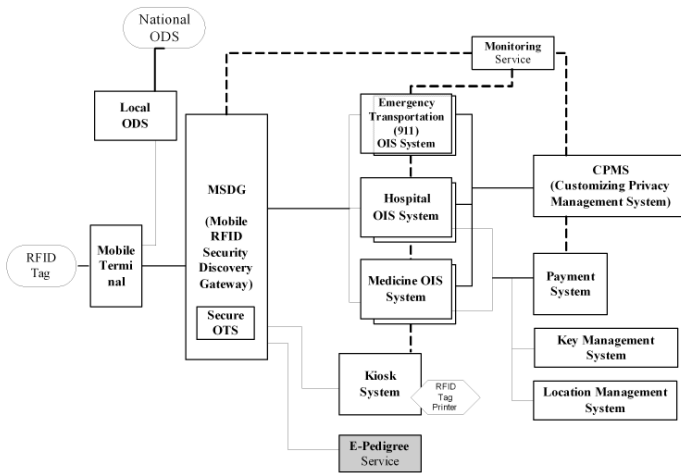 National
ODS
Monitoring
Service
Local
ODS
Emergency
Transportation
(911)
OIS System
CPMS
(Customizing Privacy
Management System)
MSDG
(Mobile
RFID
Security
Discovery
Gateway)
Hospital
OIS System
RFID
Tag
Mobile
Terminal
Medicine OIS
System
Payment
System
Secure
OTS
Key Management
System
Kiosk
System
RFID
Tag
Printer
Location Management
System
E-Pedigree
Service